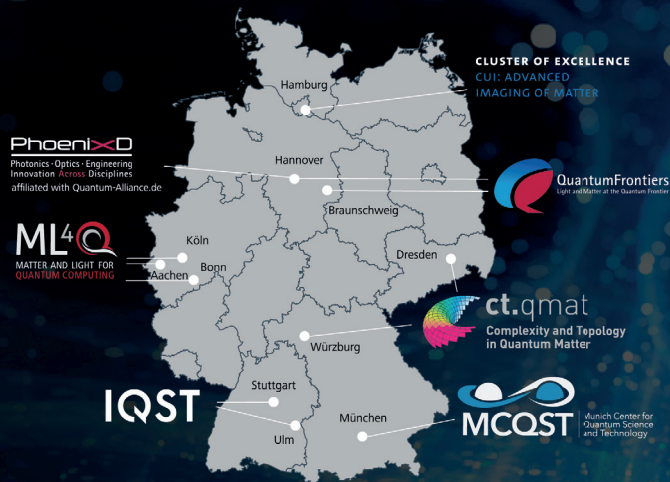 CLUSTER OF EXCELLENCE
CUI: ADVANCED
IMAGING OF MATTER
Hamburg
PhoenixD
Photonics · Optics · Engineering
Innovation Across Disciplines
affiliated with Quantum-Alliance.de
Hannover
Braunschweig
QuantumFrontiers
Light and Matter at the Quantum Frontier
ML4Q
MATTER AND LIGHT FOR
QUANTUM COMPUTING
Köln
Aachen
Bonn
Dresden
ct.qmat
Complexity and Topology
in Quantum Matter
Würzburg
IQST
Stuttgart
Ulm
München
MCQST
Munich Center for
Quantum Science
and Technology